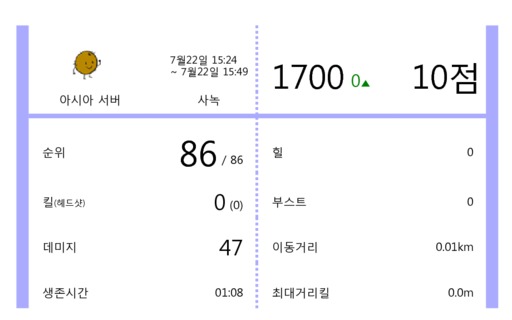 7월22일 15:24
~ 7월22일 15:49
아시아 서버
사녹
1700 0▲
10점
순위
86 / 86
킬(헤드샷)
0 (0)
데미지
47
생존시간
01:08
힐
0
부스트
0
이동거리
0.01km
최대거리킬
0.0m